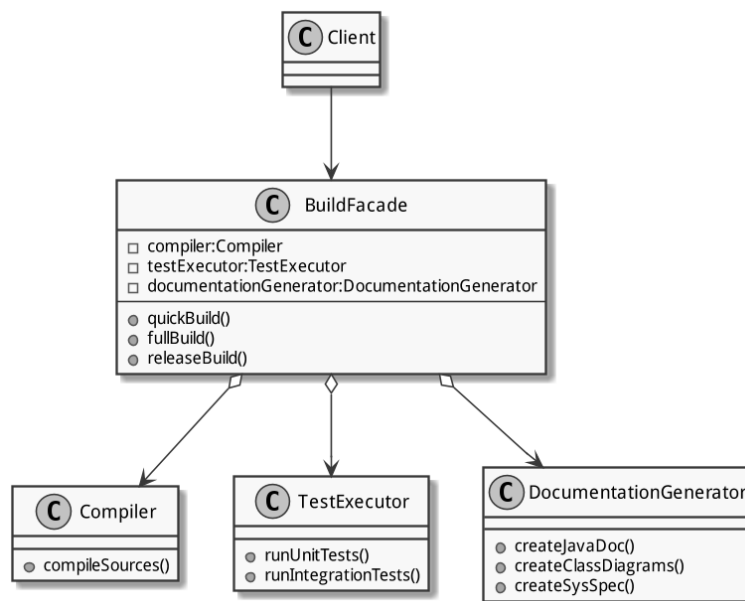 C Client
C BuildFacade
compiler:Compiler
testExecutor:TestExecutor
documentationGenerator:DocumentationGenerator
quickBuild()
fullBuild()
releaseBuild()
C Compiler
compileSources()
C TestExecutor
runUnitTests()
runIntegrationTests()
C DocumentationGenerator
createJavaDoc()
createClassDiagrams()
createSysSpec()